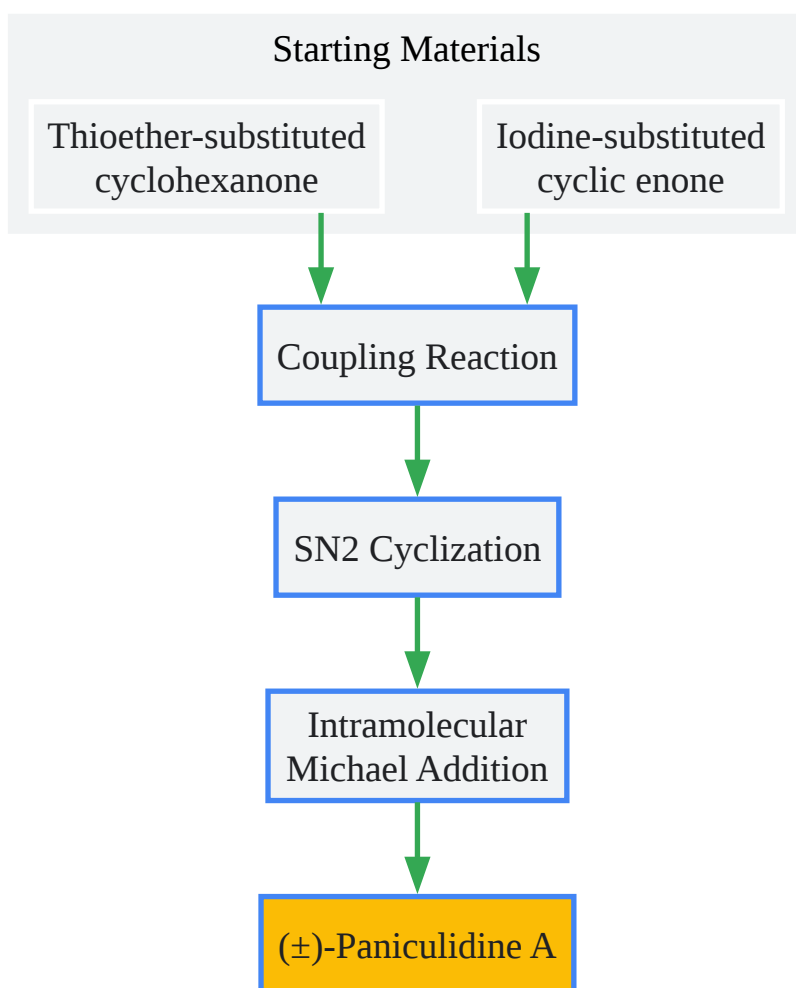 Starting Materials
Thioether-substituted
cyclohexanone
Iodine-substituted
cyclic enone
Coupling Reaction
SN2 Cyclization
Intramolecular
Michael Addition
(±)-Paniculidine A